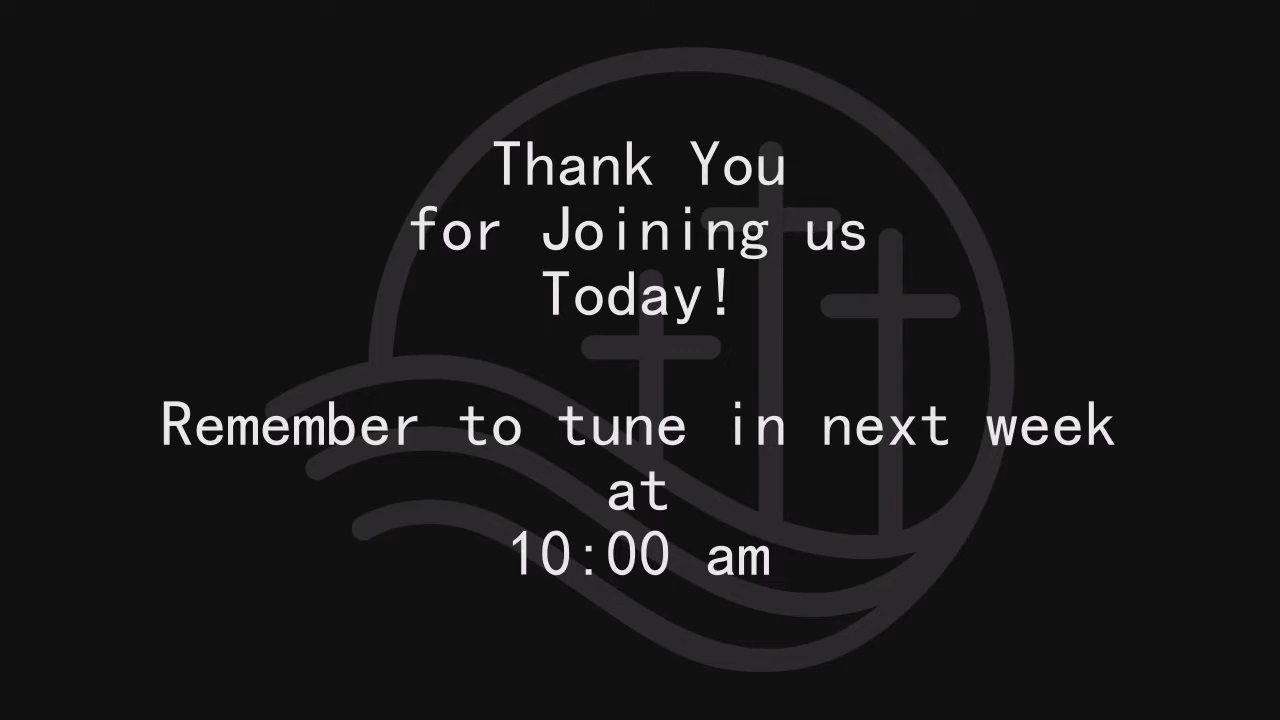 Thank You
for Joining us
Today!
Remember to tune in next week
at
10:00 am